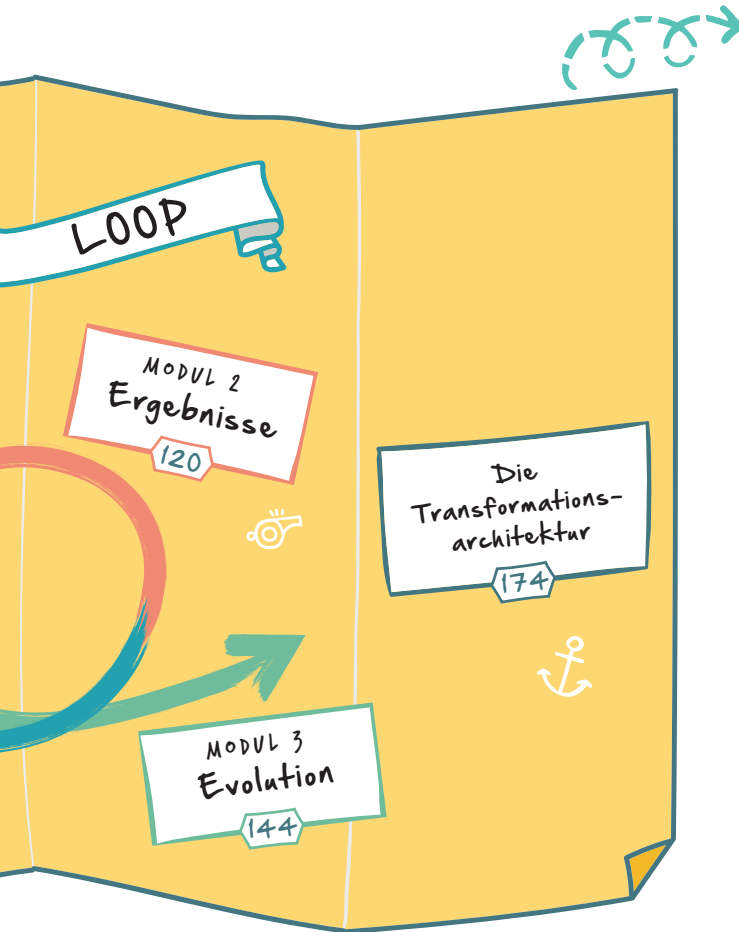 LOOP
MODUL 2
Ergebnisse
120
Die
Transformations-
architektur
174
MODUL 3
Evolution
144